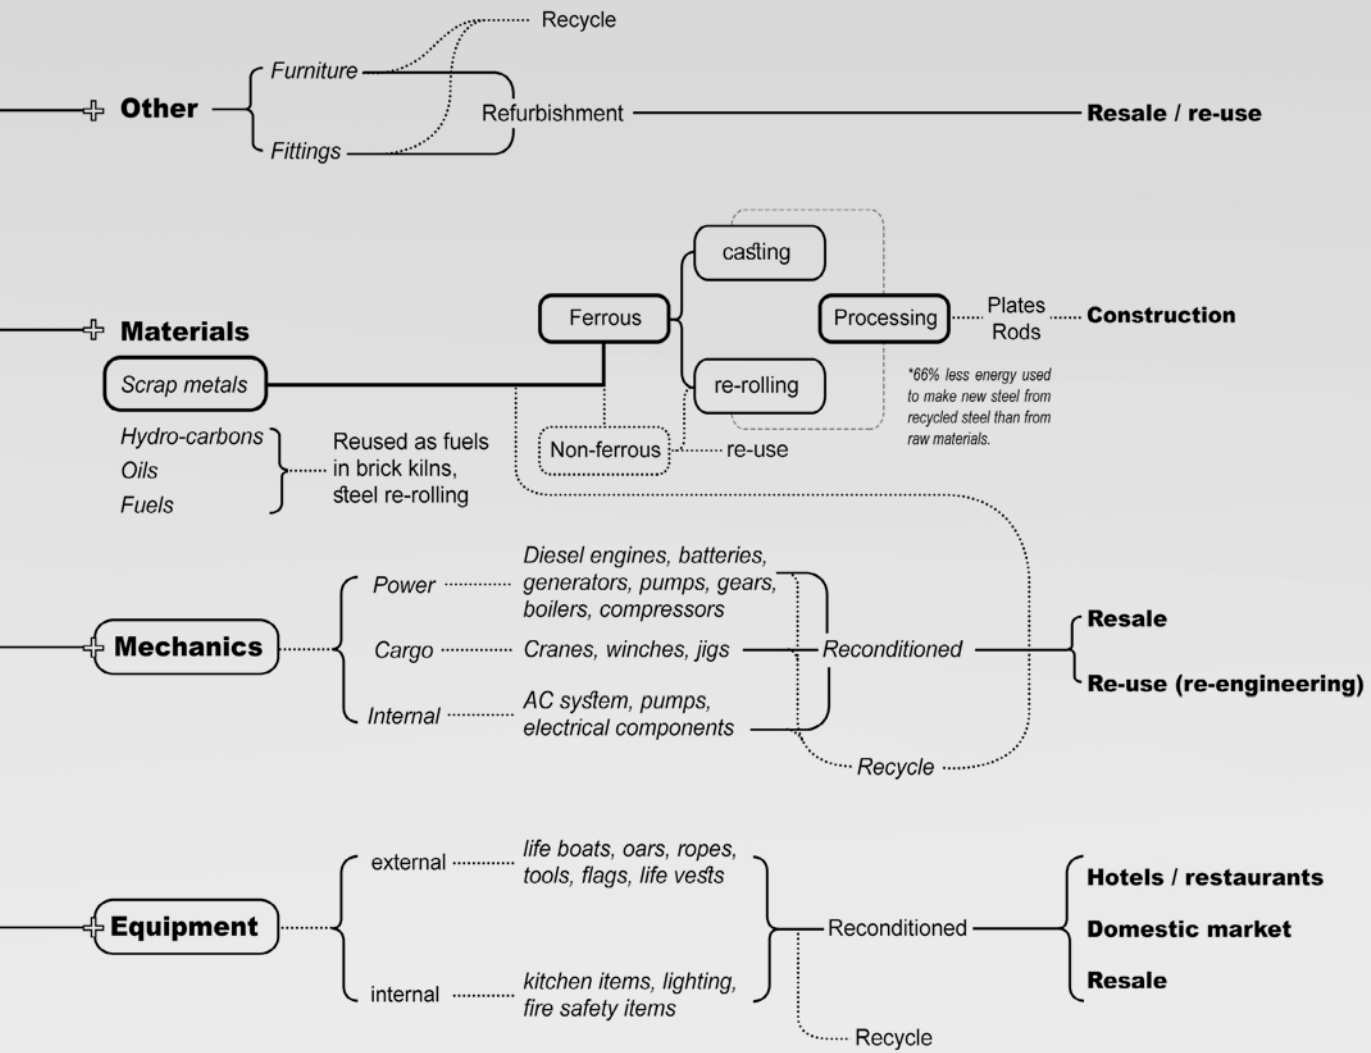 Recycle
Furniture
Other
Refurbishment
Resale / re-use
Fittings
casting
Ferrous
Processing
Plates
Rods
Construction
Materials
Scrap metals
re-rolling
*66% less energy used
to make new steel from
recycled steel than from
raw materials.
Hydro-carbons
Oils
Fuels
Reused as fuels
in brick kilns,
steel re-rolling
Non-ferrous
re-use
Mechanics
Power
Diesel engines, batteries,
generators, pumps, gears,
boilers, compressors
Cargo
Cranes, winches, jigs
Reconditioned
Resale
Re-use (re-engineering)
Internal
AC system, pumps,
electrical components
Recycle
Equipment
external
life boats, oars, ropes,
tools, flags, life vests
Reconditioned
Hotels / restaurants
Domestic market
Resale
internal
kitchen items, lighting,
fire safety items
Recycle